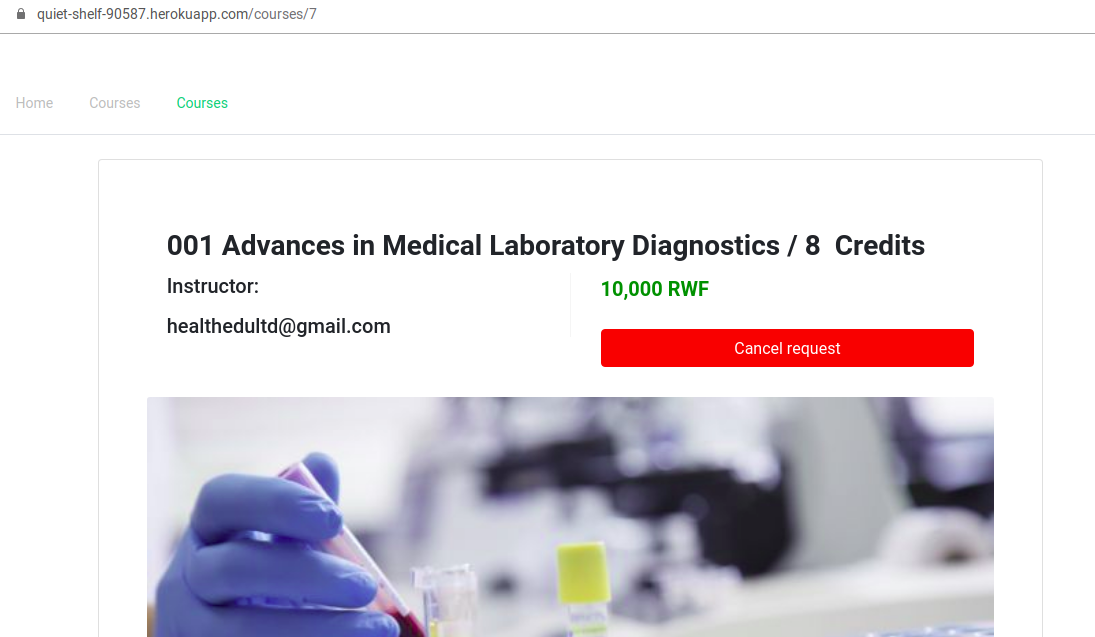 quiet-shelf-90587.herokuapp.com/courses/7
Home Courses Courses
001 Advances in Medical Laboratory Diagnostics / 8 Credits
Instructor:
10,000 RWF
healthedultd@gmail.com
Cancel request